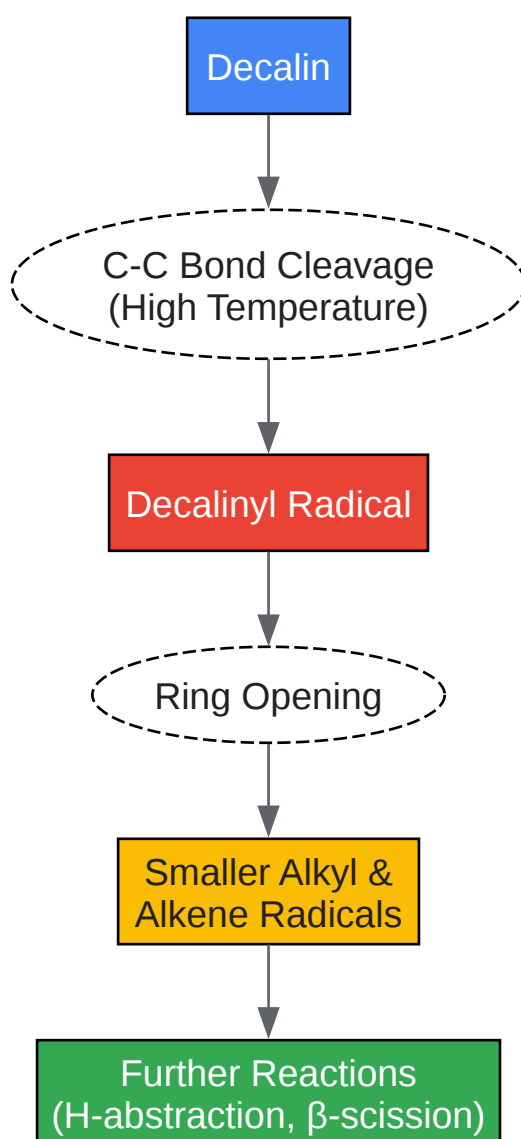 Decalin
C-C Bond Cleavage
(High Temperature)
Decalinyl Radical
Ring Opening
Smaller Alkyl &
Alkene Radicals
Further Reactions
(H-abstraction, β-scission)